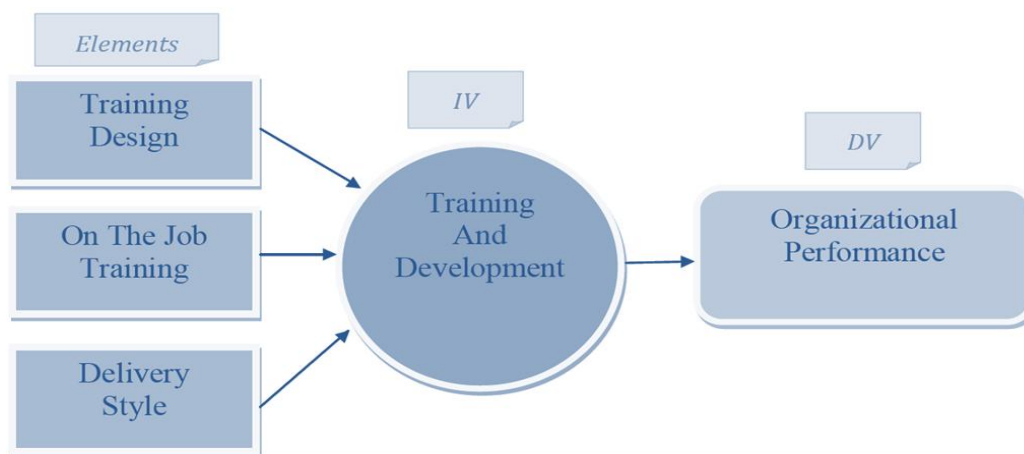 Elements
Training
Design
On The Job
Training
Delivery
Style
IV
Training
And
Development
DV
Organizational
Performance